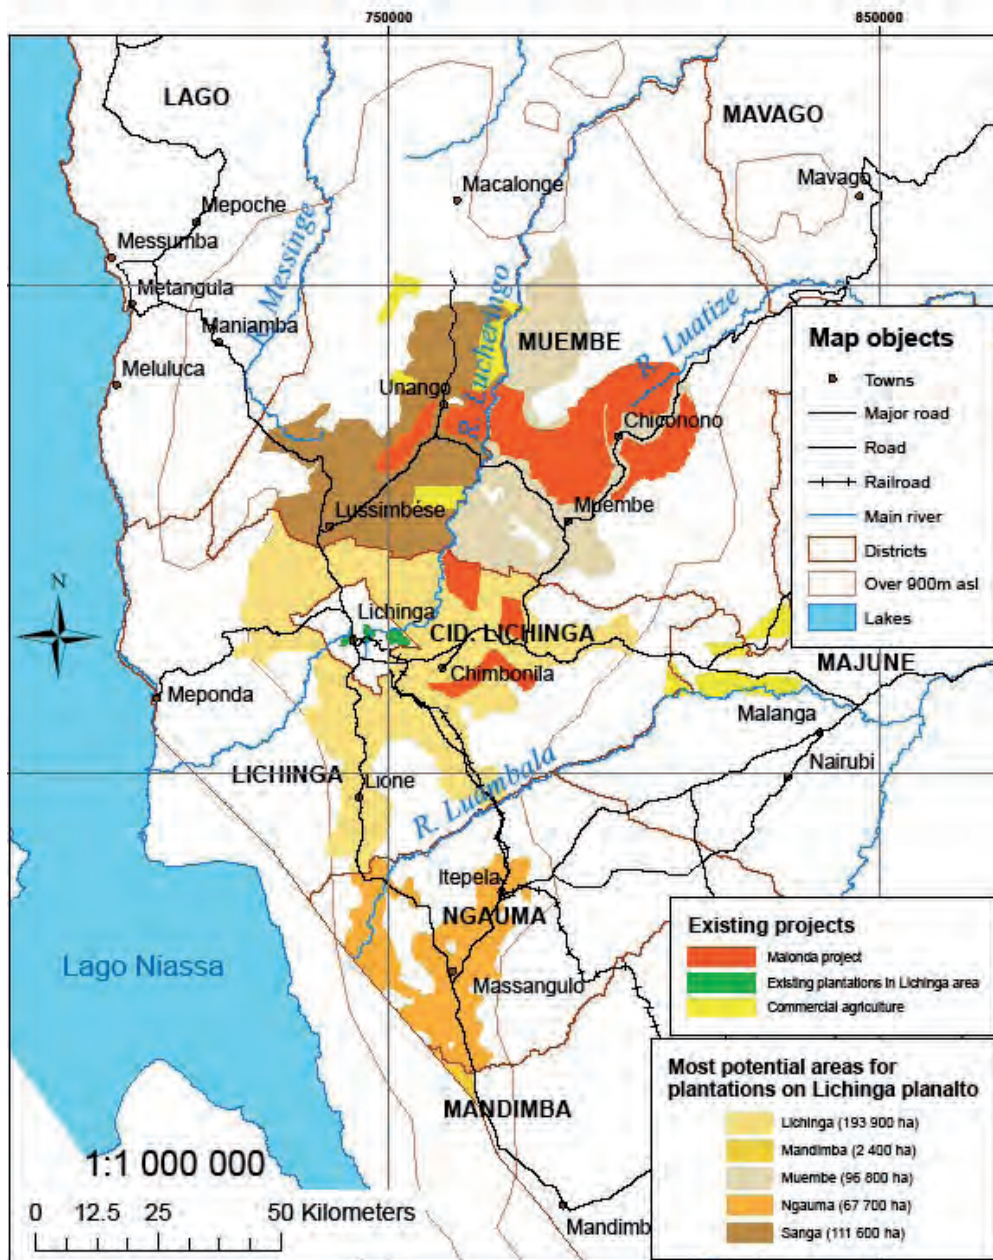 750000
850000
LAGO
MAVAGO
Macalonge
Mavago
Mepoche
Messumba
R. Messinge
Metangula
Maniamba
R. Lucheringo
MUEMBE
R. Luatize
Meluluca
Unango
Chiconono
Lussimbése
Muembe
Map objects
Towns
Major road
Road
Railroad
Main river
Districts
Over 900m asl
Lakes
Lichinga
CID. LICHINGA
MAJUNE
Chimbonila
Meponda
Malanga
Nairubi
LICHINGA
Lione
R. Luambala
Itepela
NGAUMA
Massangulo
Lago Niassa
MANDIMBA
Mandimb
Existing projects
Malonda project
Existing plantations in Lichinga area
Commercial agriculture
Most potential areas for
plantations on Lichinga planalto
Lichinga (193 900 ha)
Mandimba (2 400 ha)
Muembe (96 800 ha)
Ngauma (67 700 ha)
Sanga (111 600 ha)
N
1:1 000 000
0 12.5 25 50 Kilometers